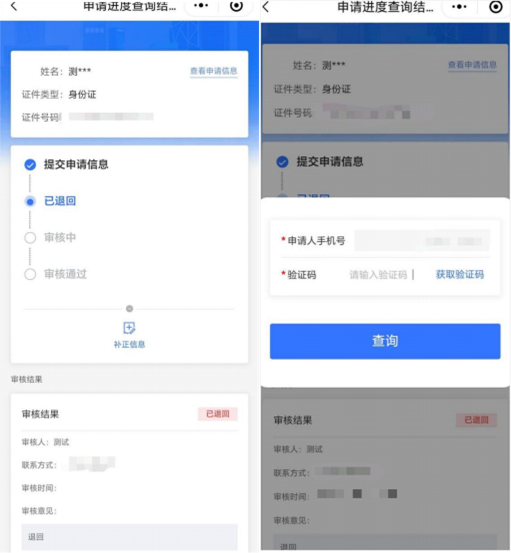 申请进度查询结...
姓名：测***
查看申请信息
证件类型：身份证
证件号码
提交申请信息
已退回
审核中
审核通过
补正信息
审核结果
审核结果
已退回
审核人：测试
联系方式：
审核时间：
审核意见：
退回
申请进度查询结...
姓名：测***
查看申请信息
证件类型：身份证
证件号码
提交申请信息
已退回
*申请人手机号
*验证码
请输入验证码
获取验证码
查询
审核结果
已退回
审核人：测试
联系方式：
审核时间：
审核意见：
退回